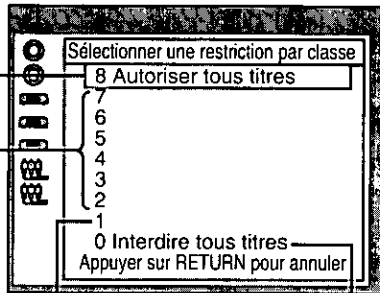 Sélectionner une restriction par classe
8 Autoriser tous titres
7
6
5
4
3
2
1
0 Interdire tous titres
Appuyer sur RETURN pour annuler